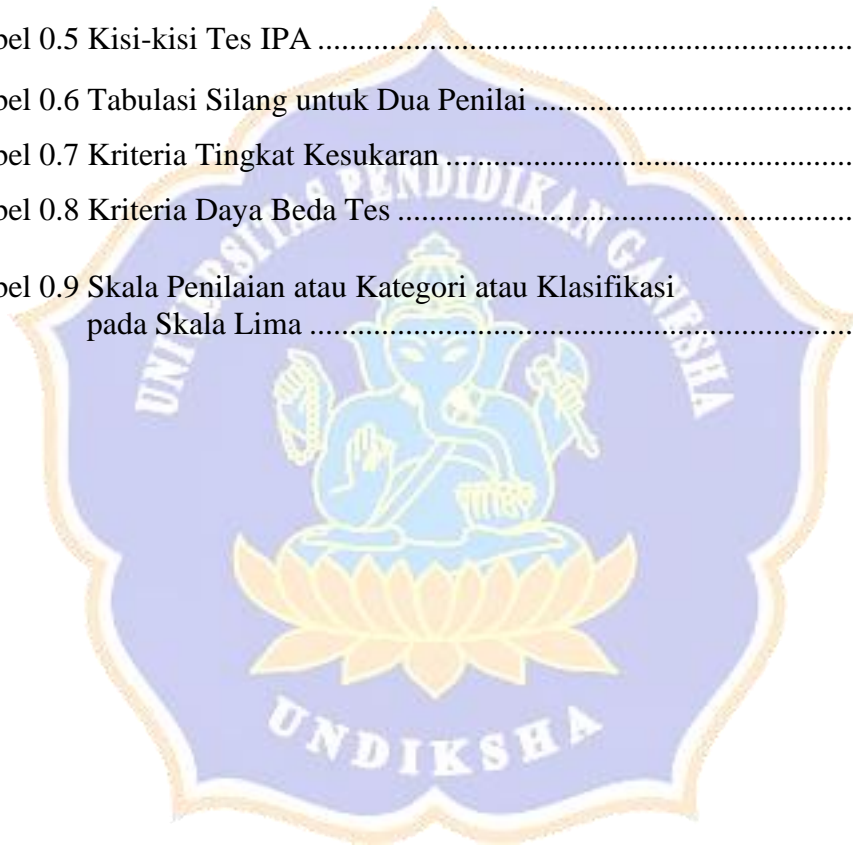 bel 0.5 Kisi-kisi Tes IPA ........................................................................
bel 0.6 Tabulasi Silang untuk Dua Penilai ..........................................
bel 0.7 Kriteria Tingkat Kesukaran ......................................................
bel 0.8 Kriteria Daya Beda Tes ............................................................
bel 0.9 Skala Penilaian atau Kategori atau Klasifikasi
pada Skala Lima ........................................................................
UNIVERSITAS PENDIDIKAN GANESHA
UNDIKSHA